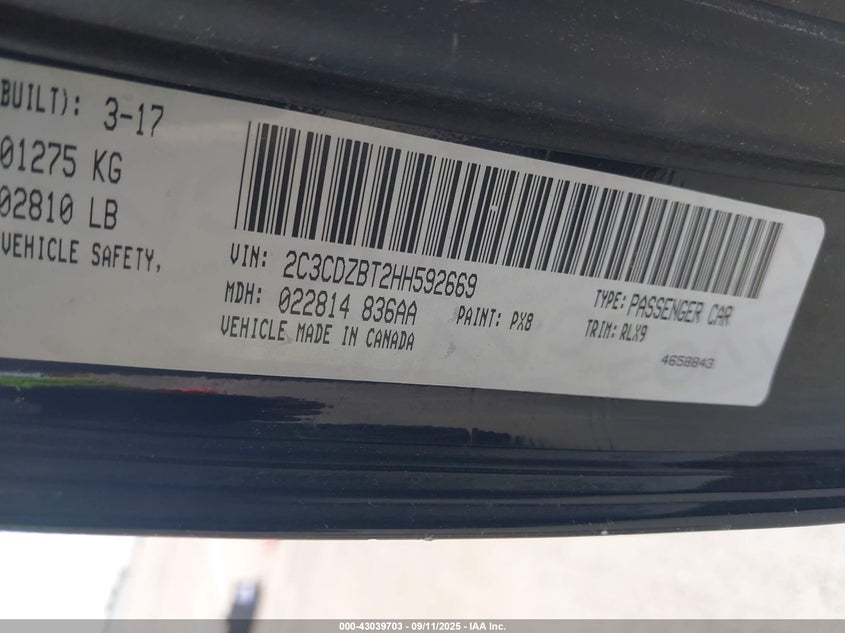 BUILT): 3-17
01275 KG
02810 LB
VEHICLE SAFETY,
VIN: 2C3CDZBT2HH592669
MDH: 022814 836AA
PAINT: PX8
VEHICLE MADE IN CANADA
TYPE: PASSENGER CAR
TRIM: RLX9
4658843
000-43039703 - 09/11/2025 - IAA Inc.